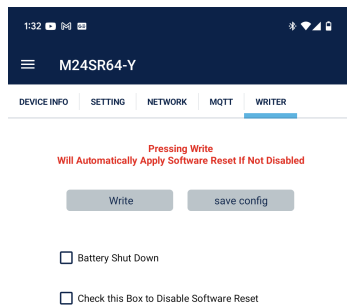 1:32
M24SR64-Y
DEVICE INFO SETTING NETWORK MQTT WRITER
Pressing Write
Will Automatically Apply Software Reset If Not Disabled
Write save config
Battery Shut Down
Check this Box to Disable Software Reset